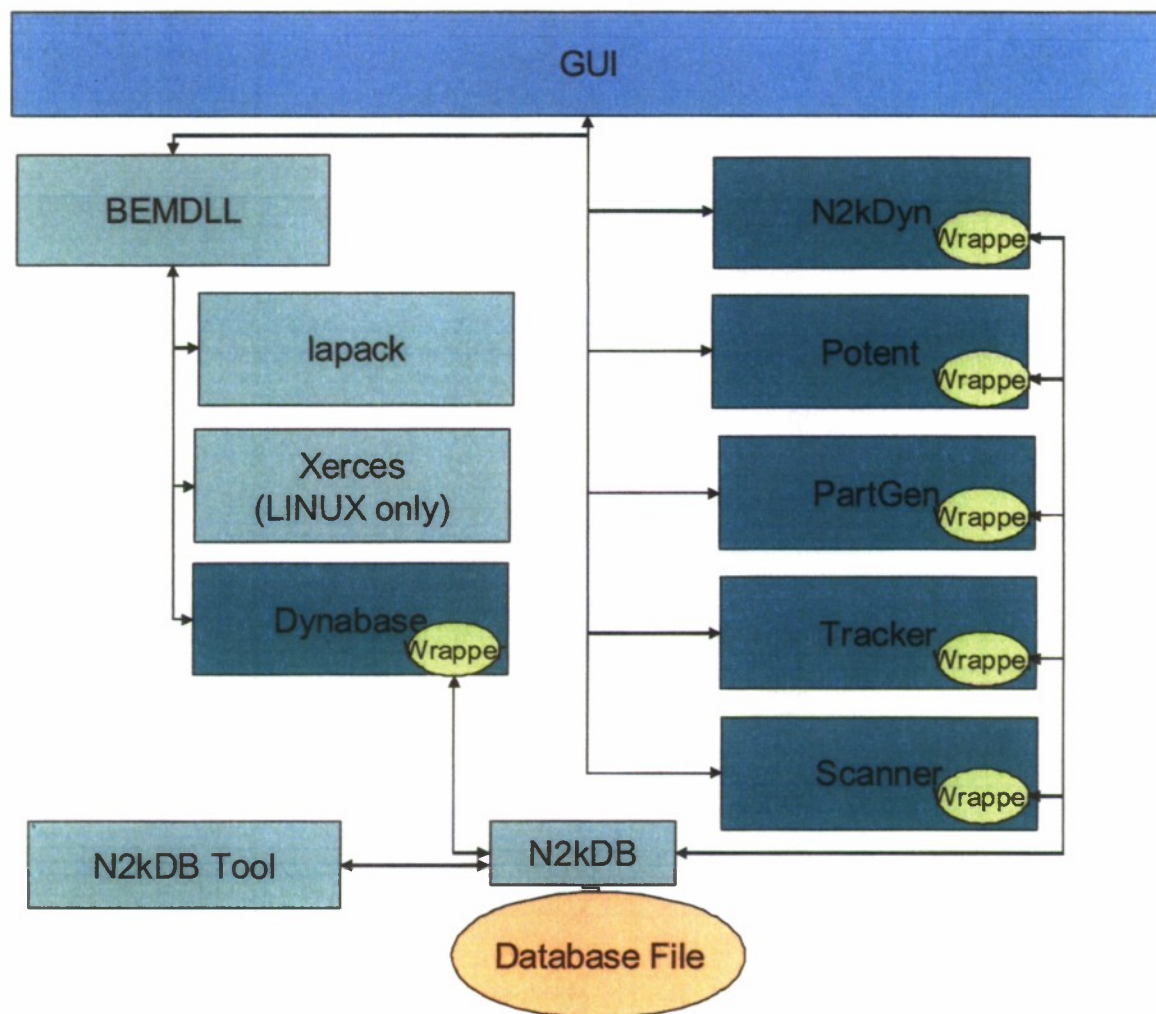 GUI
BEMDLL
lapack
Xerces
(LINUX only)
Dynabase
Wrapper
N2kDyn
Wrappe
Potent
Wrappe
PartGen
Wrappe
Tracker
Wrappe
Scanner
Wrappe
N2kDB Tool
N2kDB
Database File